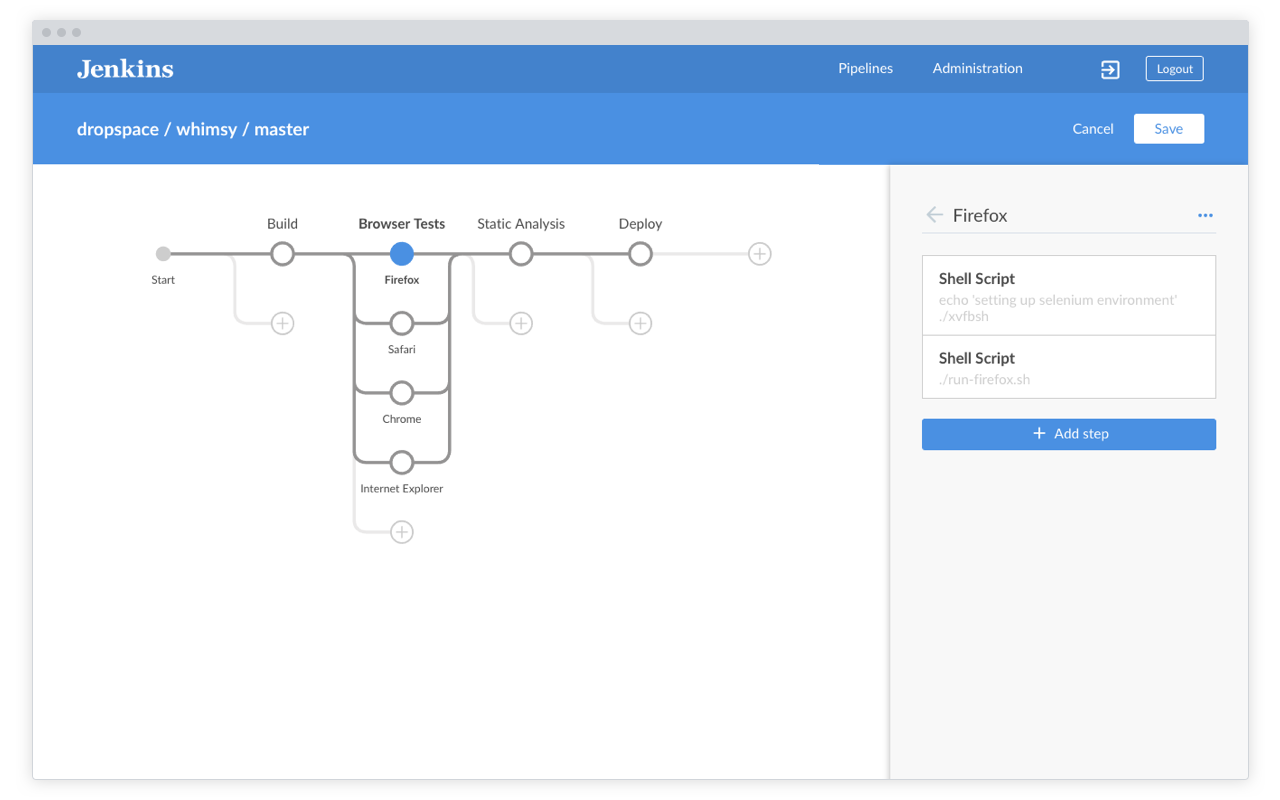 Jenkins
Pipelines
Administration
Logout
dropspace / whimsy / master
Cancel
Save
Build
Browser Tests
Static Analysis
Deploy
Start
Firefox
Safari
Chrome
Internet Explorer
Firefox
Shell Script
echo 'setting up selenium environment'
./xvfbsh
Shell Script
./run-firefox.sh
Add step